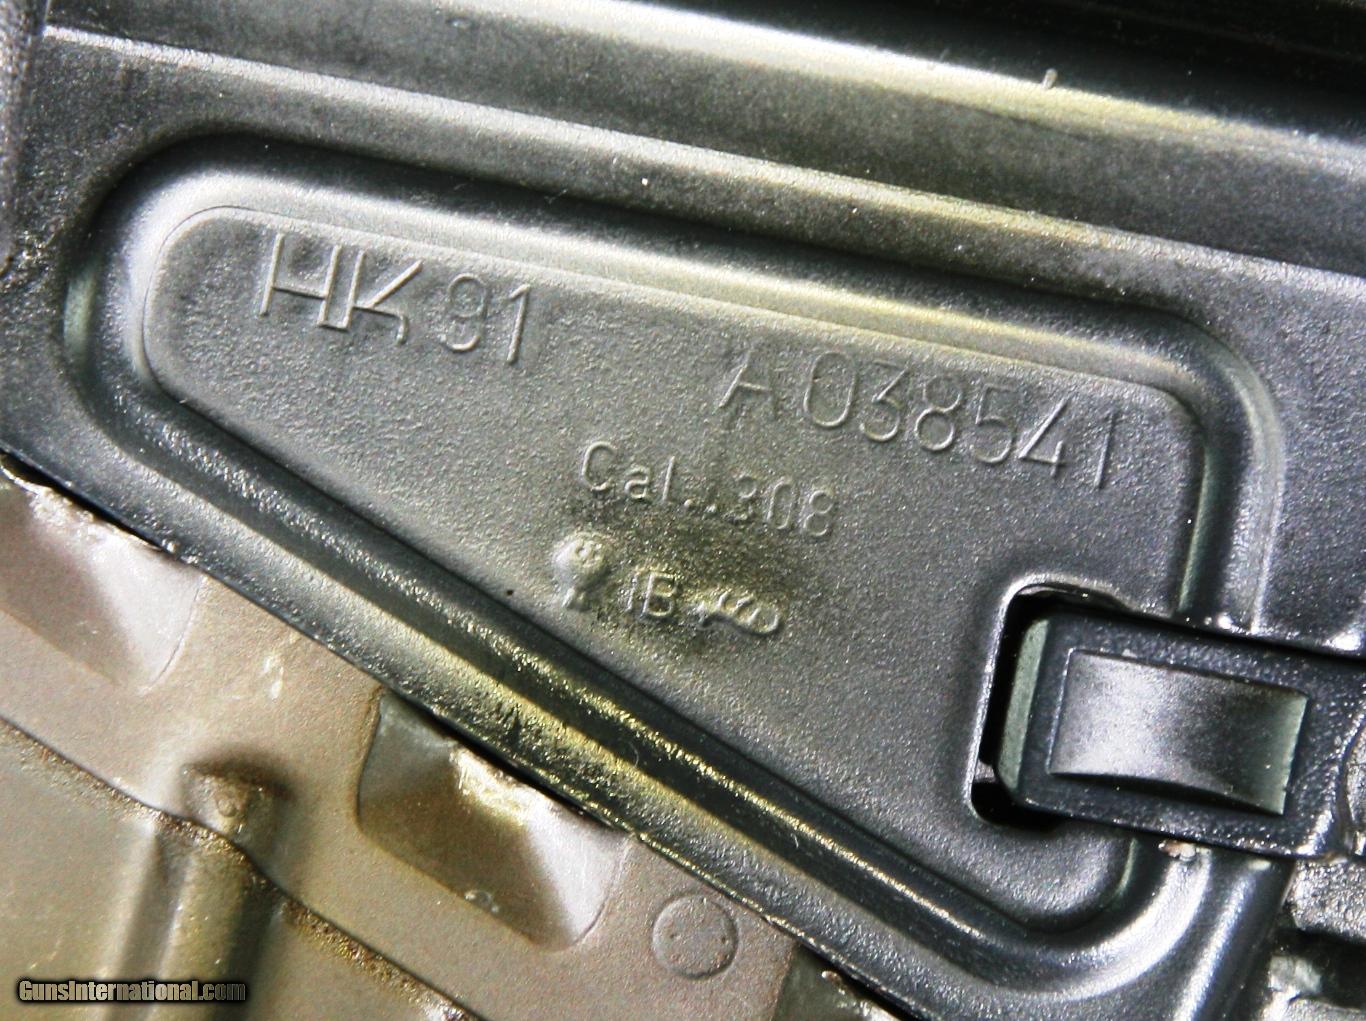 HK 91
A 038541
Cal. .308
IB
GunsInternational.com